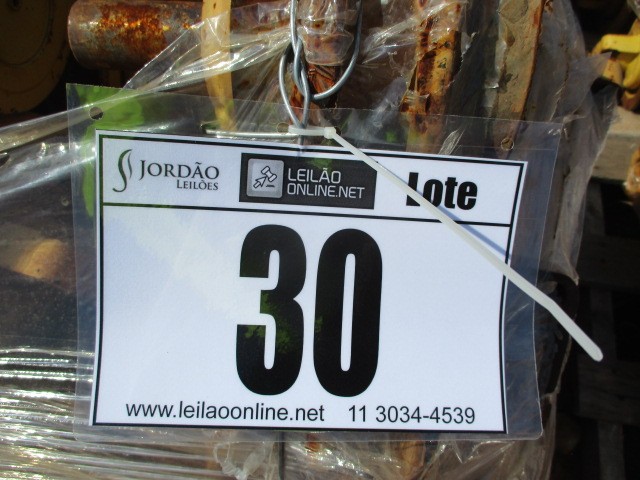 JORDÃO
LEILÕES
LEILÃO
ONLINE.NET
Lote
30
www.leilaoonline.net 11 3034-4539